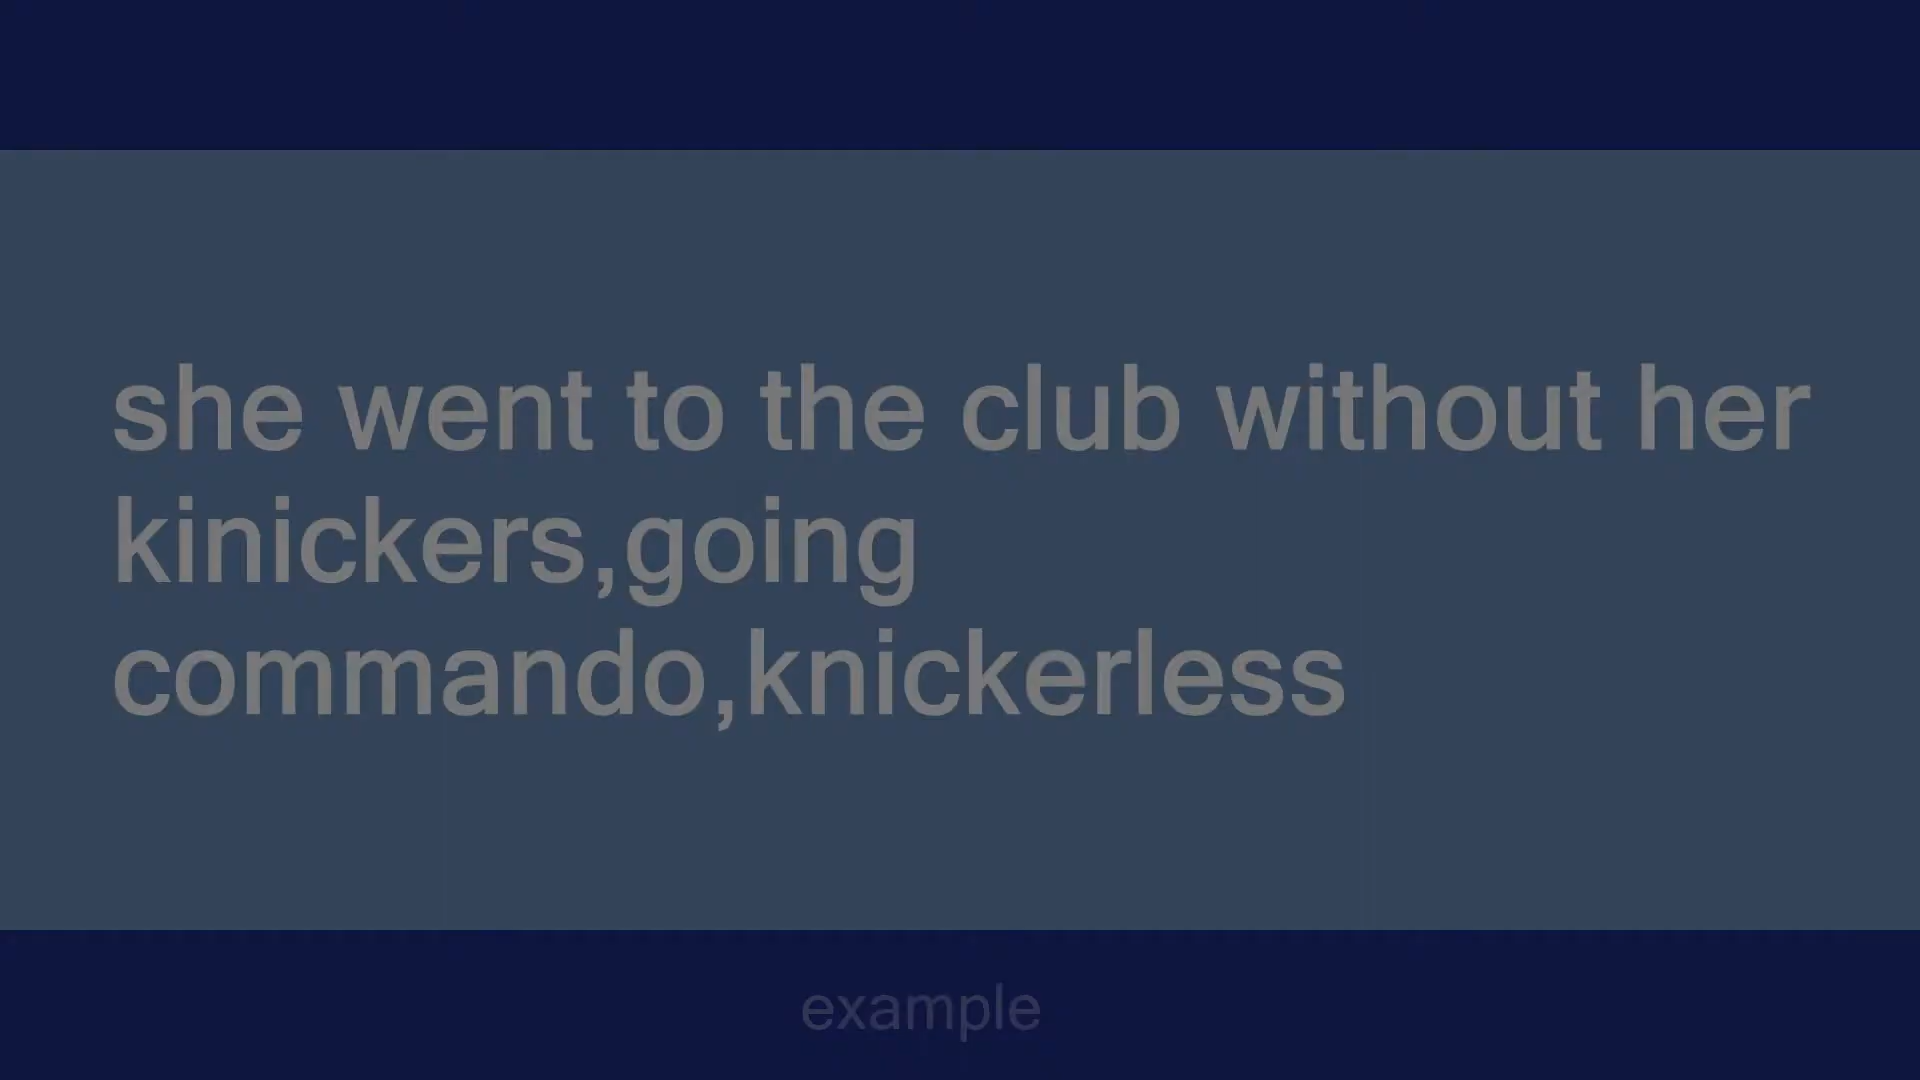 she went to the club without her
kinickers,going
commando,knickerless
example